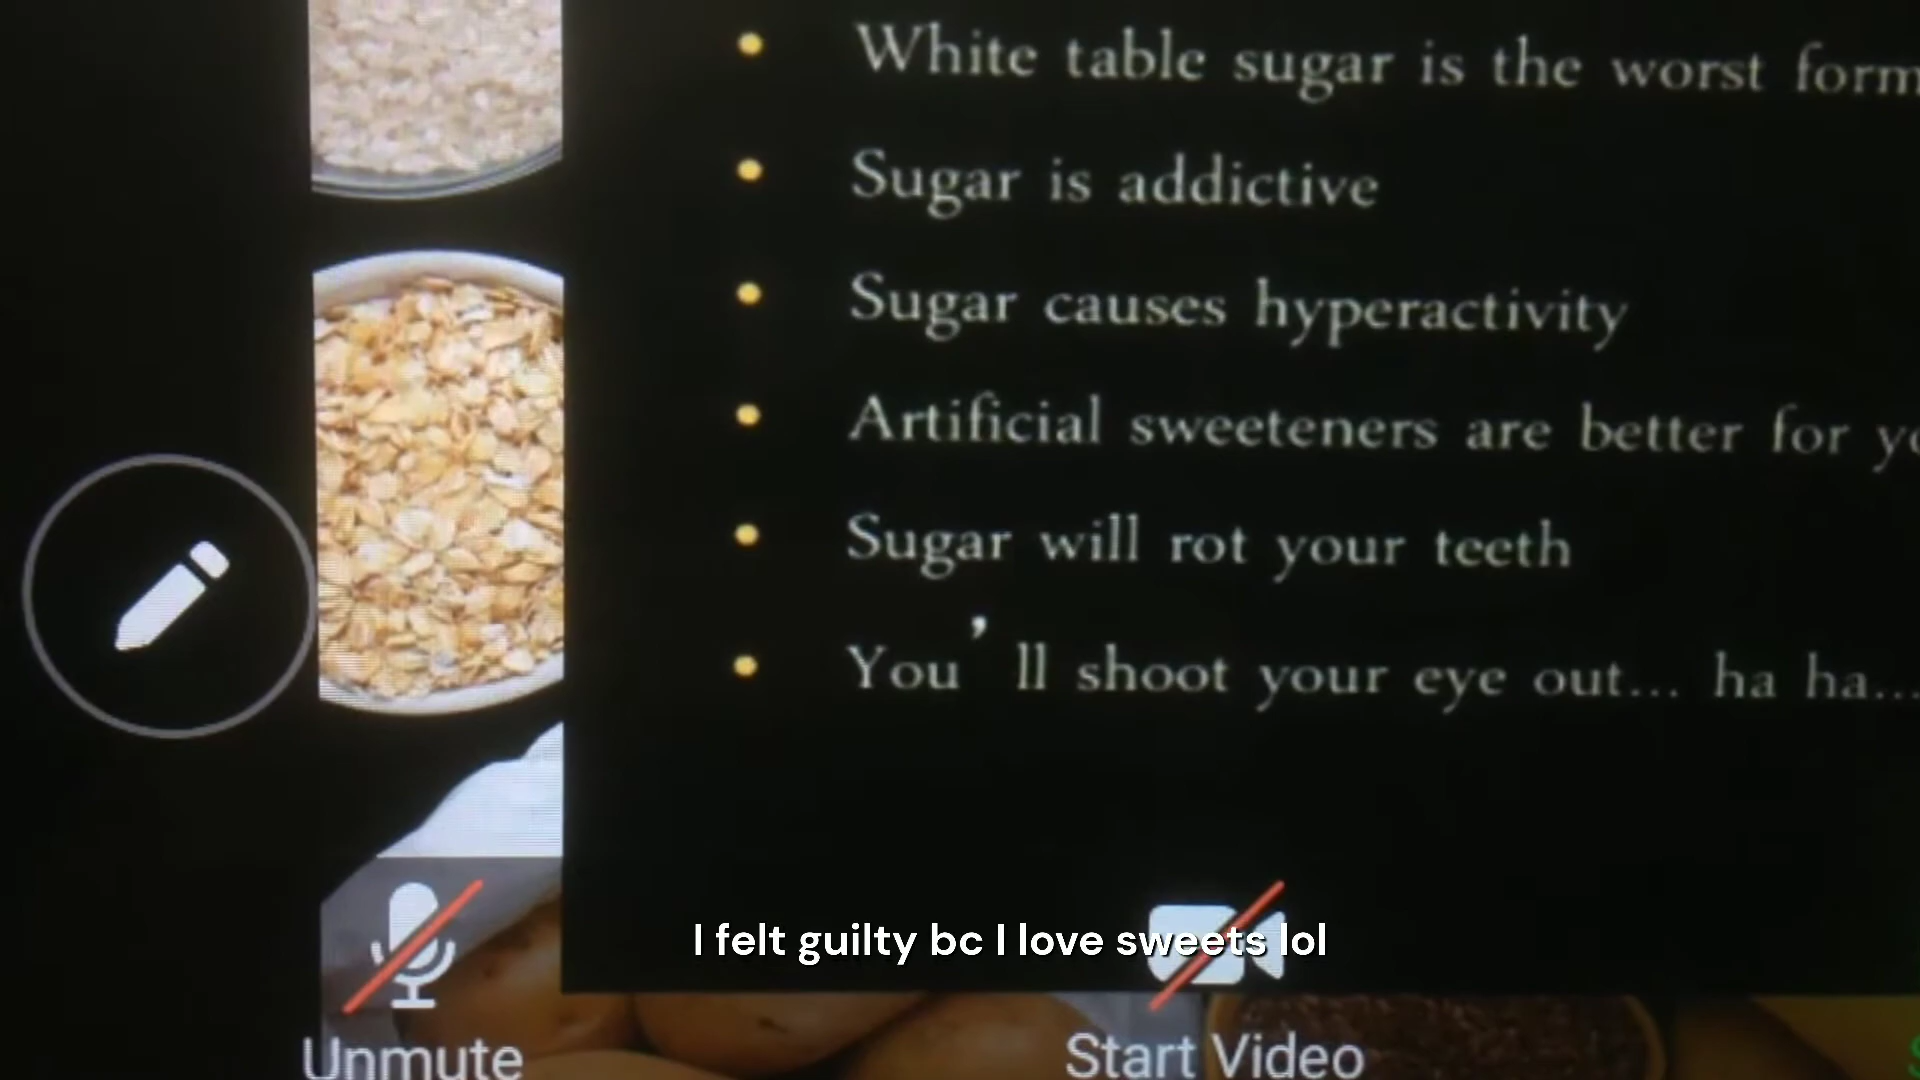 White table sugar is the worst form
Sugar is addictive
Sugar causes hyperactivity
Artificial sweeteners are better for
Sugar will rot your teeth
You’ll shoot your eye out... ha ha...
I felt guilty bc I love sweets lol
Unmute
Start Video